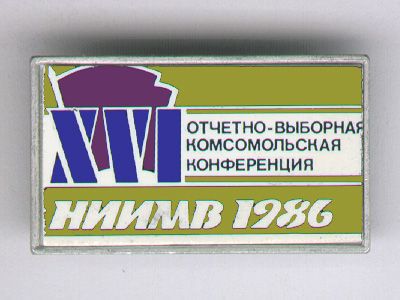 XVI
ОТЧЕТНО-ВЫБОРНАЯ
КОМСОМОЛЬСКАЯ
КОНФЕРЕНЦИЯ
НИИМВ 1986